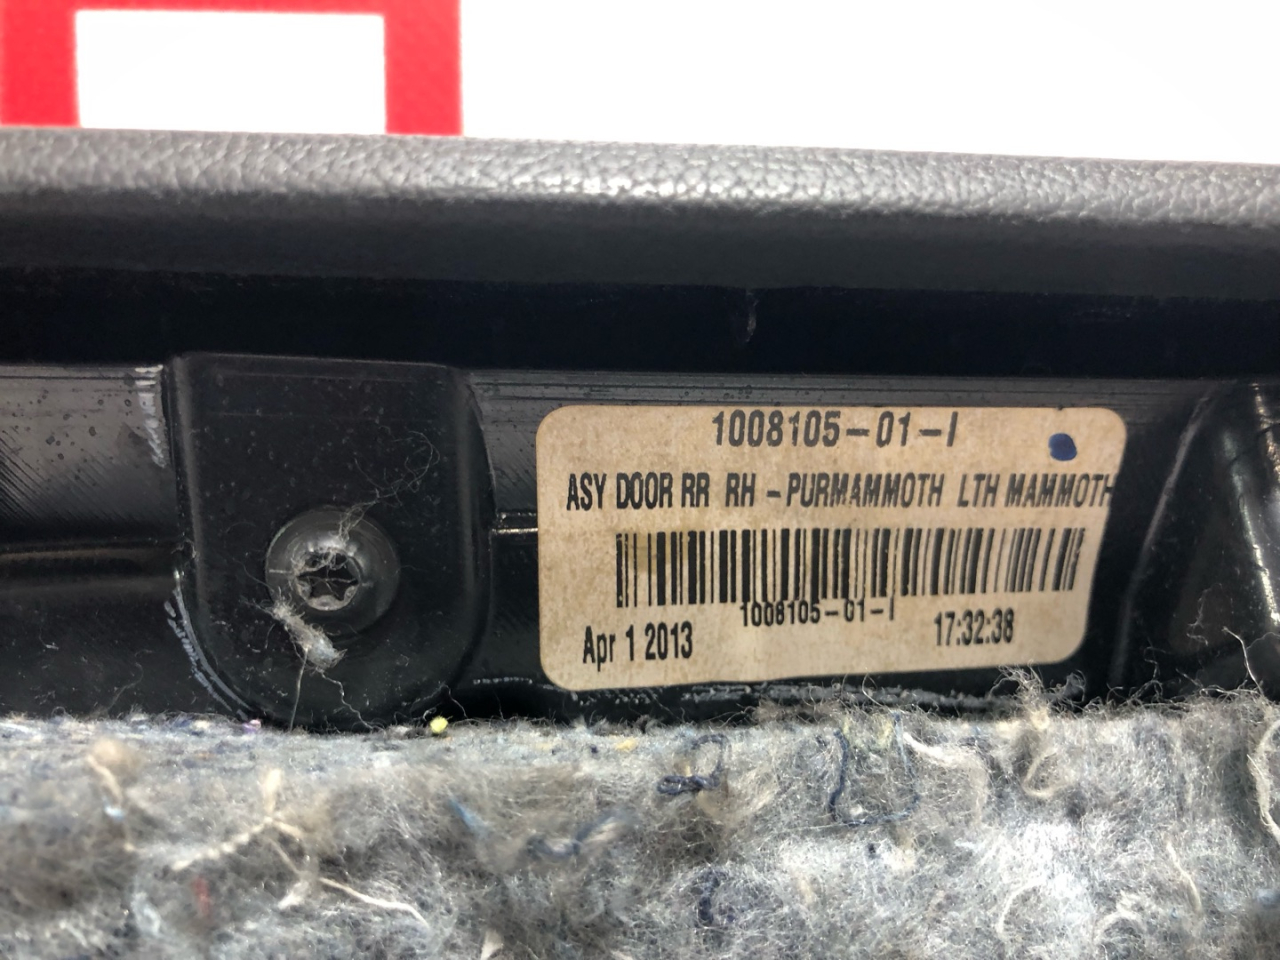 1008105-01-I
ASY DOOR RR RH - PURMAMMOTH LTH MAMMOTH
1008105-01-I
Apr 1 2013 17:32:38